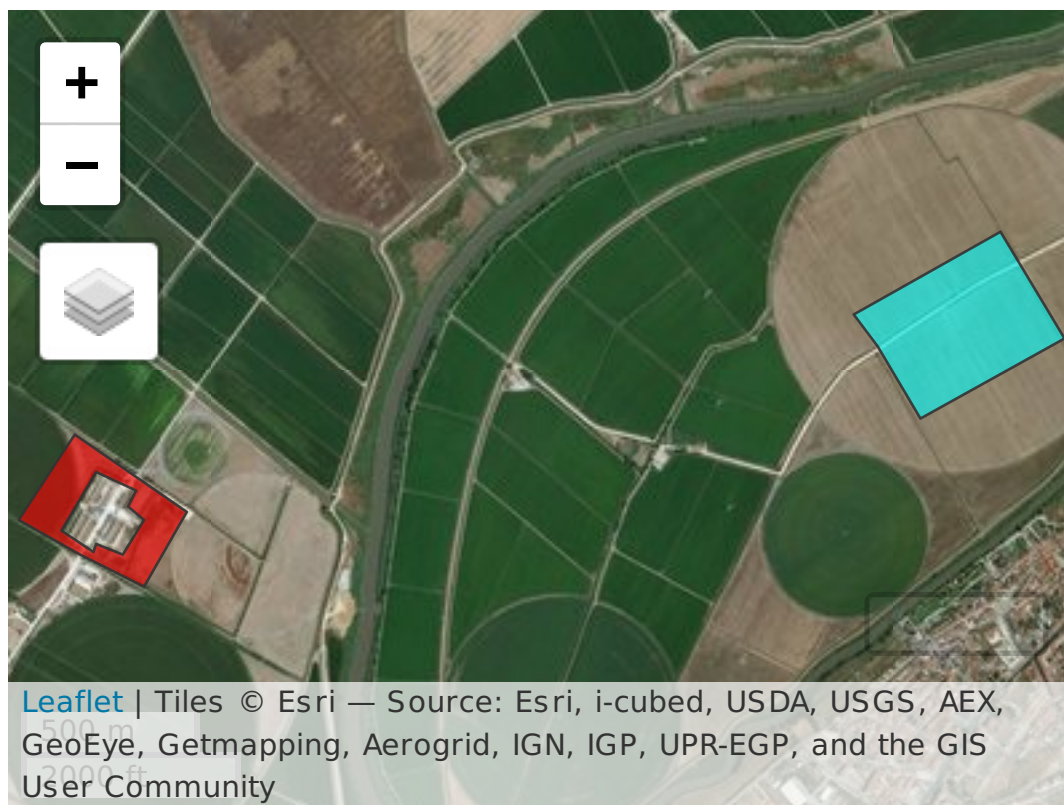 +
−
Leaflet | Tiles © Esri — Source: Esri, i-cubed, USDA, USGS, AEX,
GeoEye, Getmapping, Aerogrid, IGN, IGP, UPR-EGP, and the GIS
User Community
500 m
2000 ft